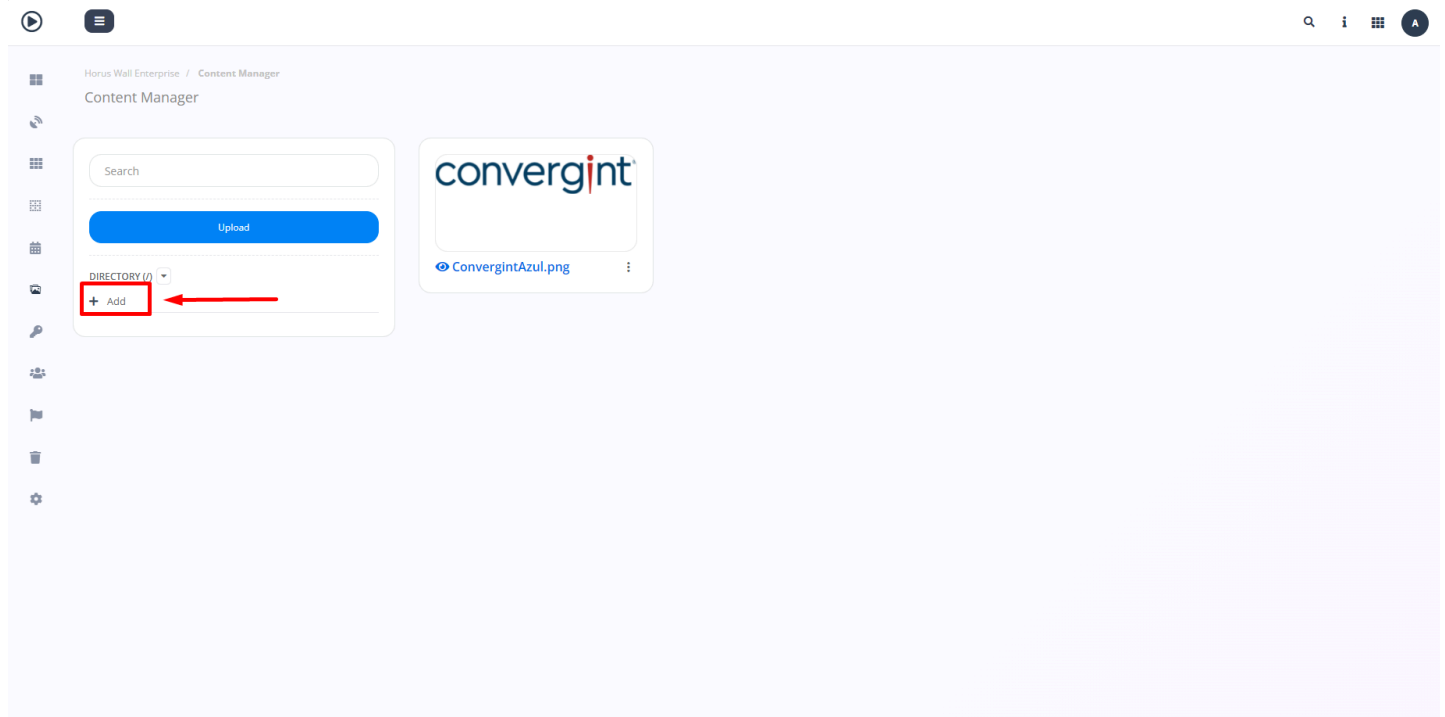 A
Horus Wall Enterprise / Content Manager
Content Manager
Search
Upload
DIRECTORY (/)
+ Add
convergint
ConvergintAzul.png